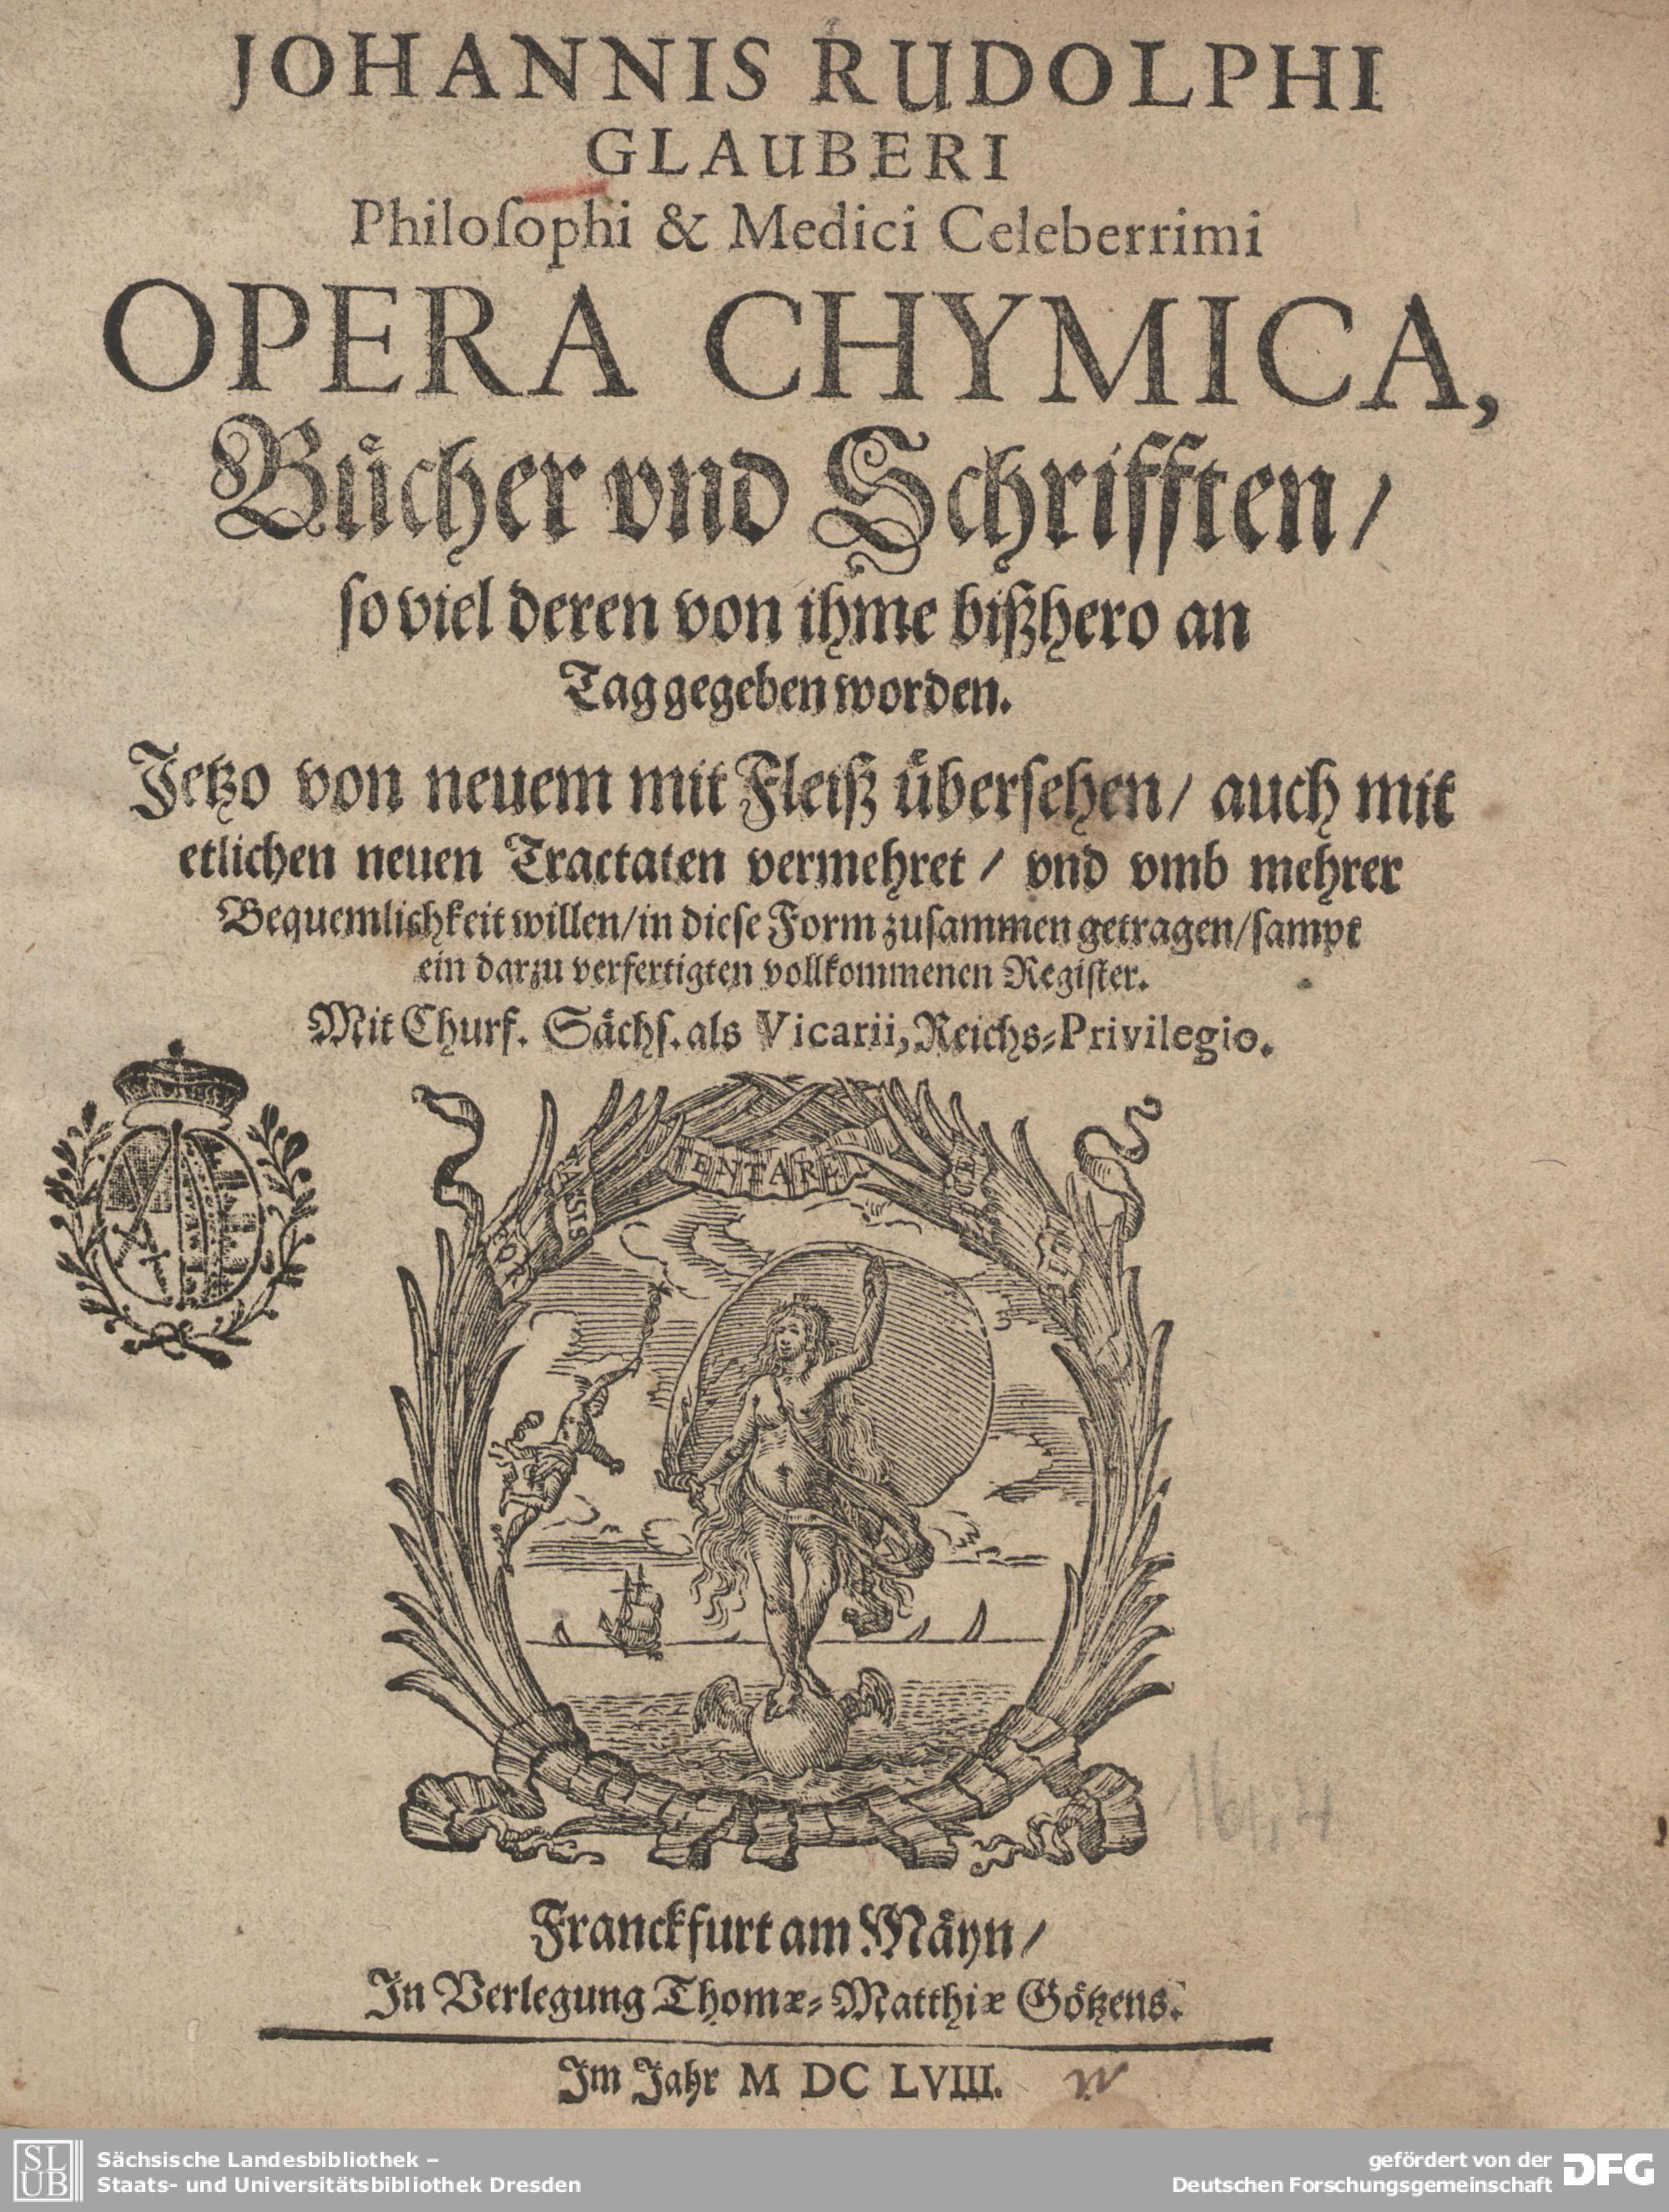 JOHANNIS RUDOLPHI
GLAUBERI
Philoſophi & Medici Celeberrimi
OPERA CHYMICA,
Bücher vnd Schrifften/
ſo viel deren von ihme bißhero an
Tag gegeben worden.
Jetzo von neuem mit Fleiß überſehen/ auch mit
etlichen neuen Tractaten vermehret/ vnd vmb mehrer
Bequemlichkeit willen/in dieſe Form zuſammen getragen/ſampt
ein darzu verfertigten vollkommenen Regiſter.
Mit Churf. Sächſ. als Vicarii, Reichs-Privilegio.
TENTARE
Franckfurt am Mäyn/
In Verlegung Thomæ-Matthiæ Götzens.
Im Jahr M DC LVIII.
SLUB
Sächsische Landesbibliothek –
Staats- und Universitätsbibliothek Dresden
gefördert von der
Deutschen Forschungsgemeinschaft
DFG